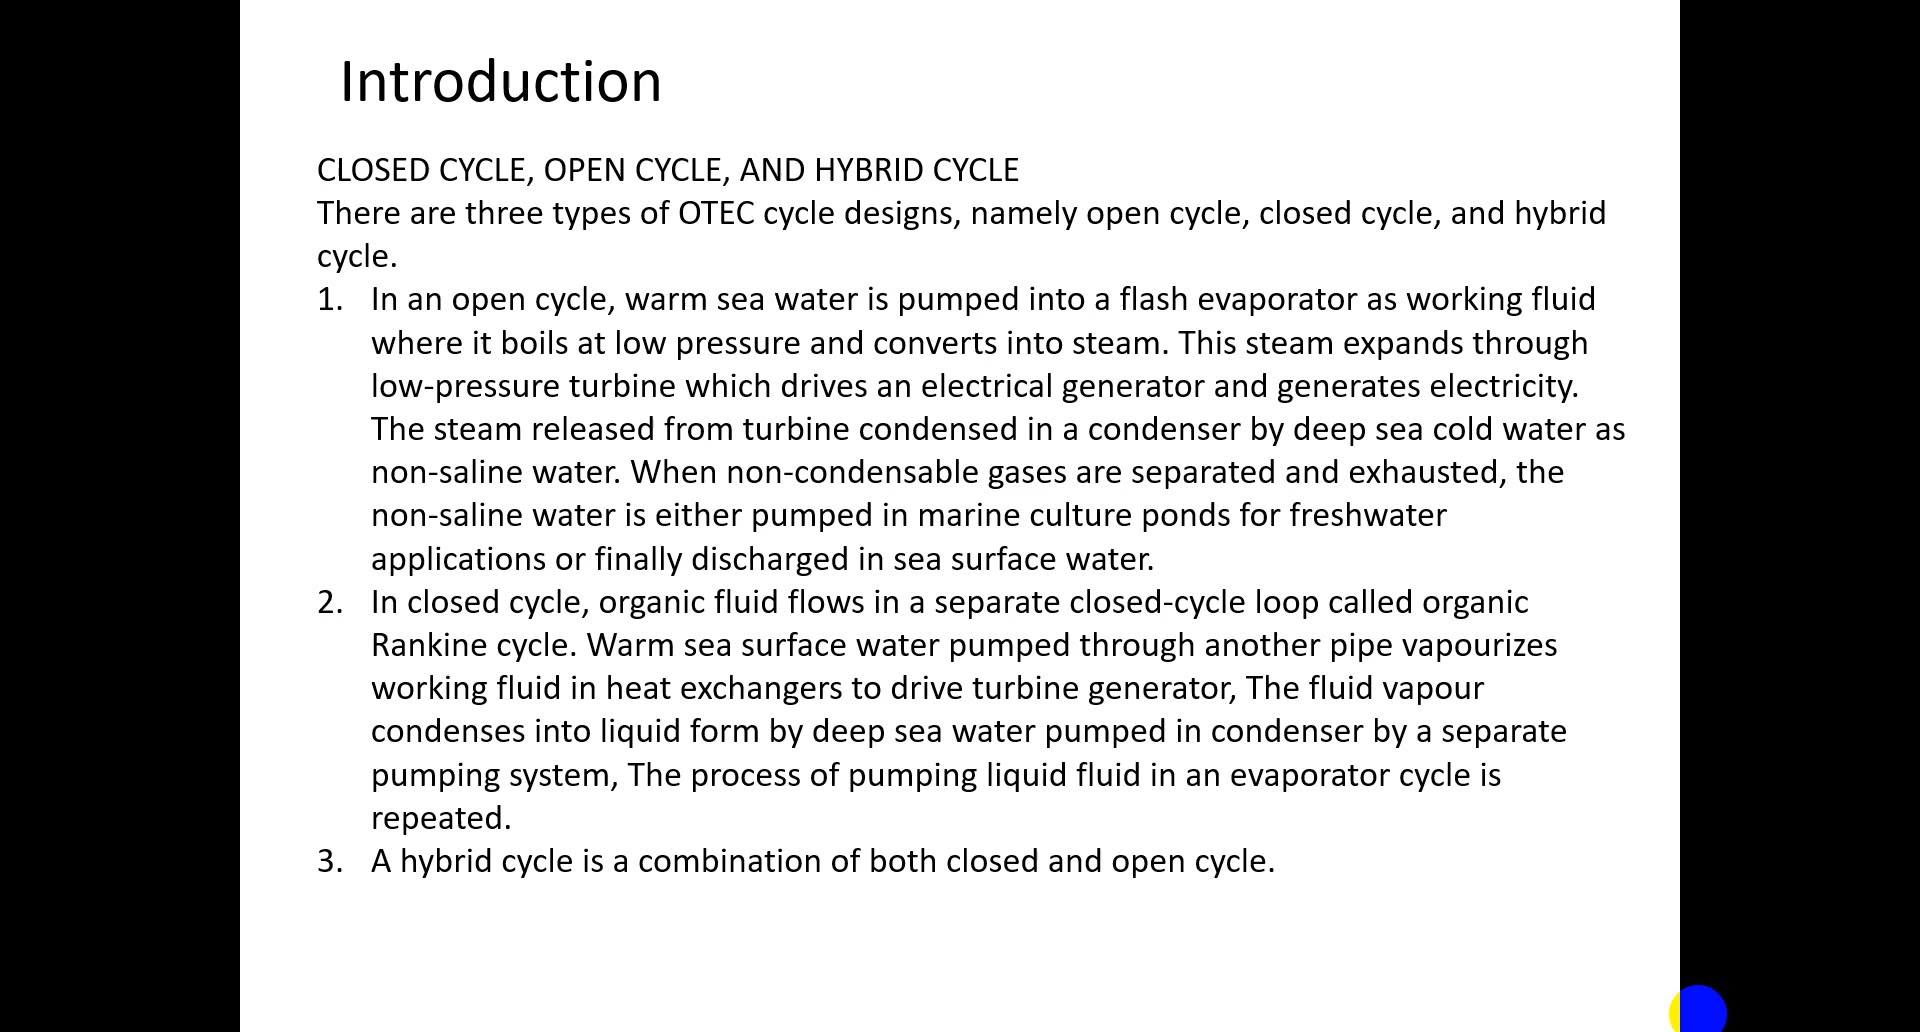 Introduction
CLOSED CYCLE, OPEN CYCLE, AND HYBRID CYCLE
There are three types of OTEC cycle designs, namely open cycle, closed cycle, and hybrid
cycle.
1. In an open cycle, warm sea water is pumped into a flash evaporator as working fluid
where it boils at low pressure and converts into steam. This steam expands through
low-pressure turbine which drives an electrical generator and generates electricity.
The steam released from turbine condensed in a condenser by deep sea cold water as
non-saline water. When non-condensable gases are separated and exhausted, the
non-saline water is either pumped in marine culture ponds for freshwater
applications or finally discharged in sea surface water.
2. In closed cycle, organic fluid flows in a separate closed-cycle loop called organic
Rankine cycle. Warm sea surface water pumped through another pipe vapourizes
working fluid in heat exchangers to drive turbine generator, The fluid vapour
condenses into liquid form by deep sea water pumped in condenser by a separate
pumping system, The process of pumping liquid fluid in an evaporator cycle is
repeated.
3. A hybrid cycle is a combination of both closed and open cycle.